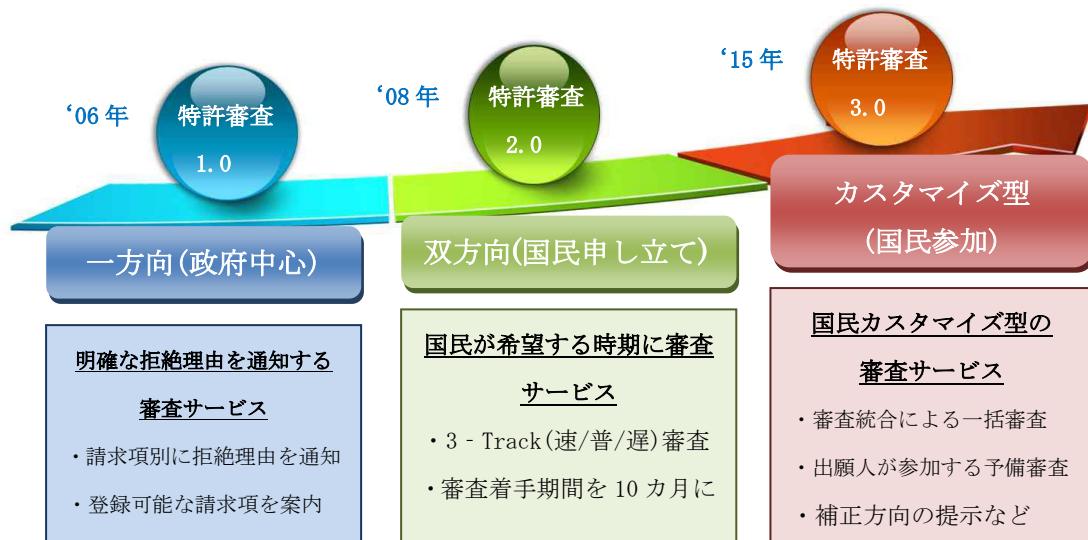 ‘06 年
特許審査
1.0
一方向(政府中心)
明確な拒絶理由を通知する
審査サービス
・請求項別に拒絶理由を通知
・登録可能な請求項を案内
‘08 年
特許審査
2.0
双方向(国民申し立て)
国民が希望する時期に審査
サービス
・3‐Track(速/普/遅)審査
・審査着手期間を 10 カ月に
‘15 年
特許審査
3.0
カスタマイズ型
(国民参加)
国民カスタマイズ型の
審査サービス
・審査統合による一括審査
・出願人が参加する予備審査
・補正方向の提示など